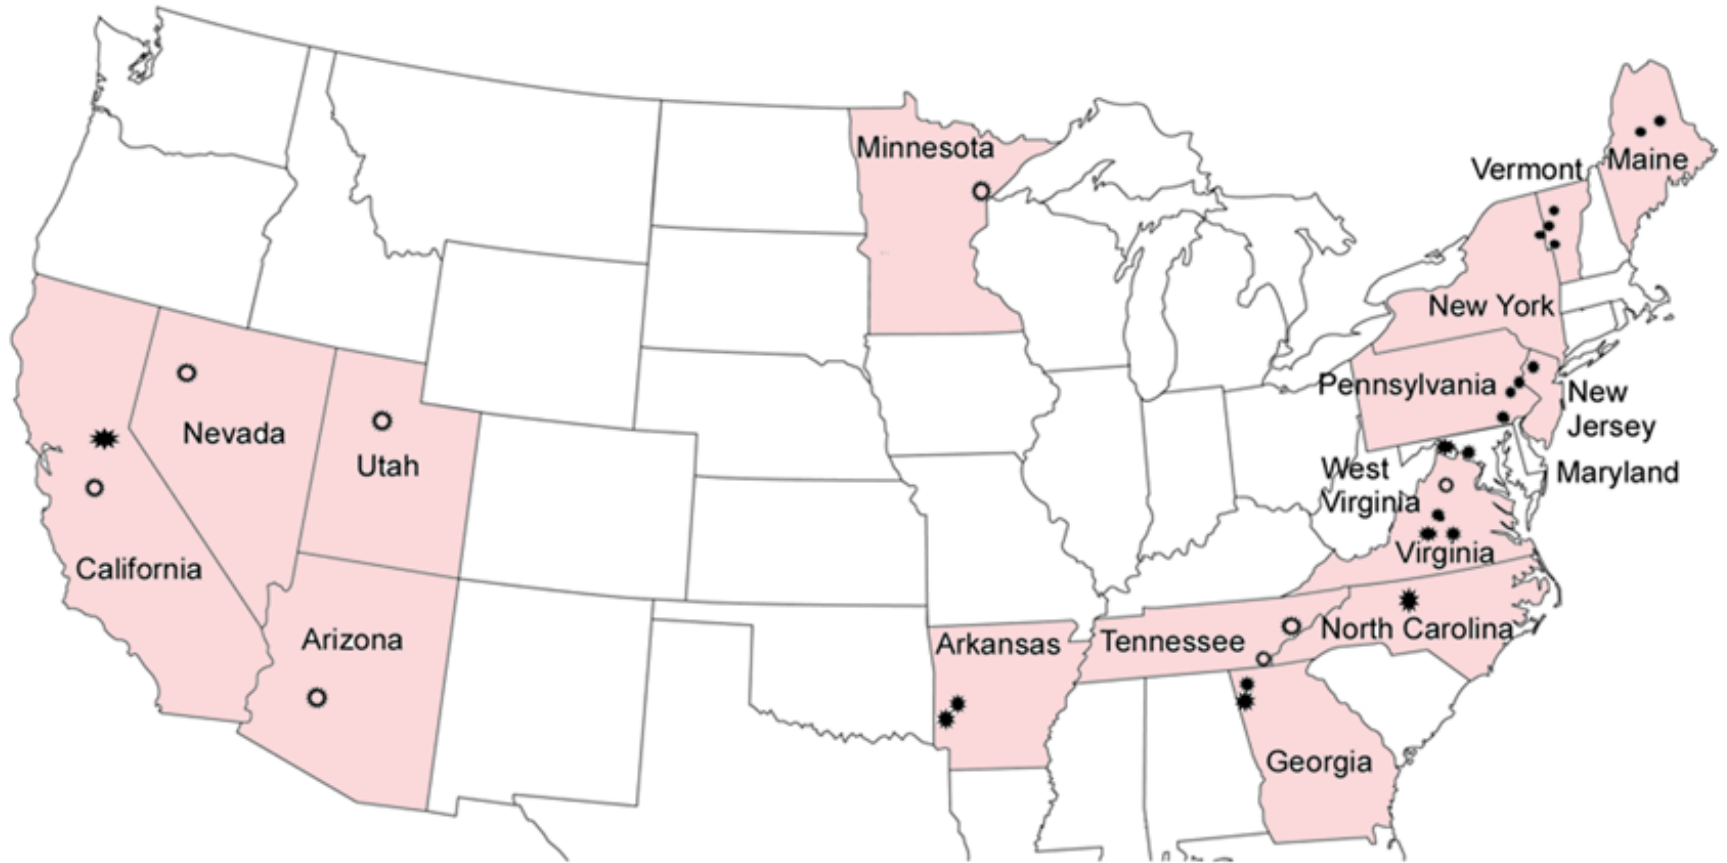 Minnesota
Vermont
Maine
New York
Pennsylvania
New
Jersey
Nevada
Utah
West
Virginia
Maryland
Virginia
California
Arizona
Arkansas
Tennessee
North Carolina
Georgia